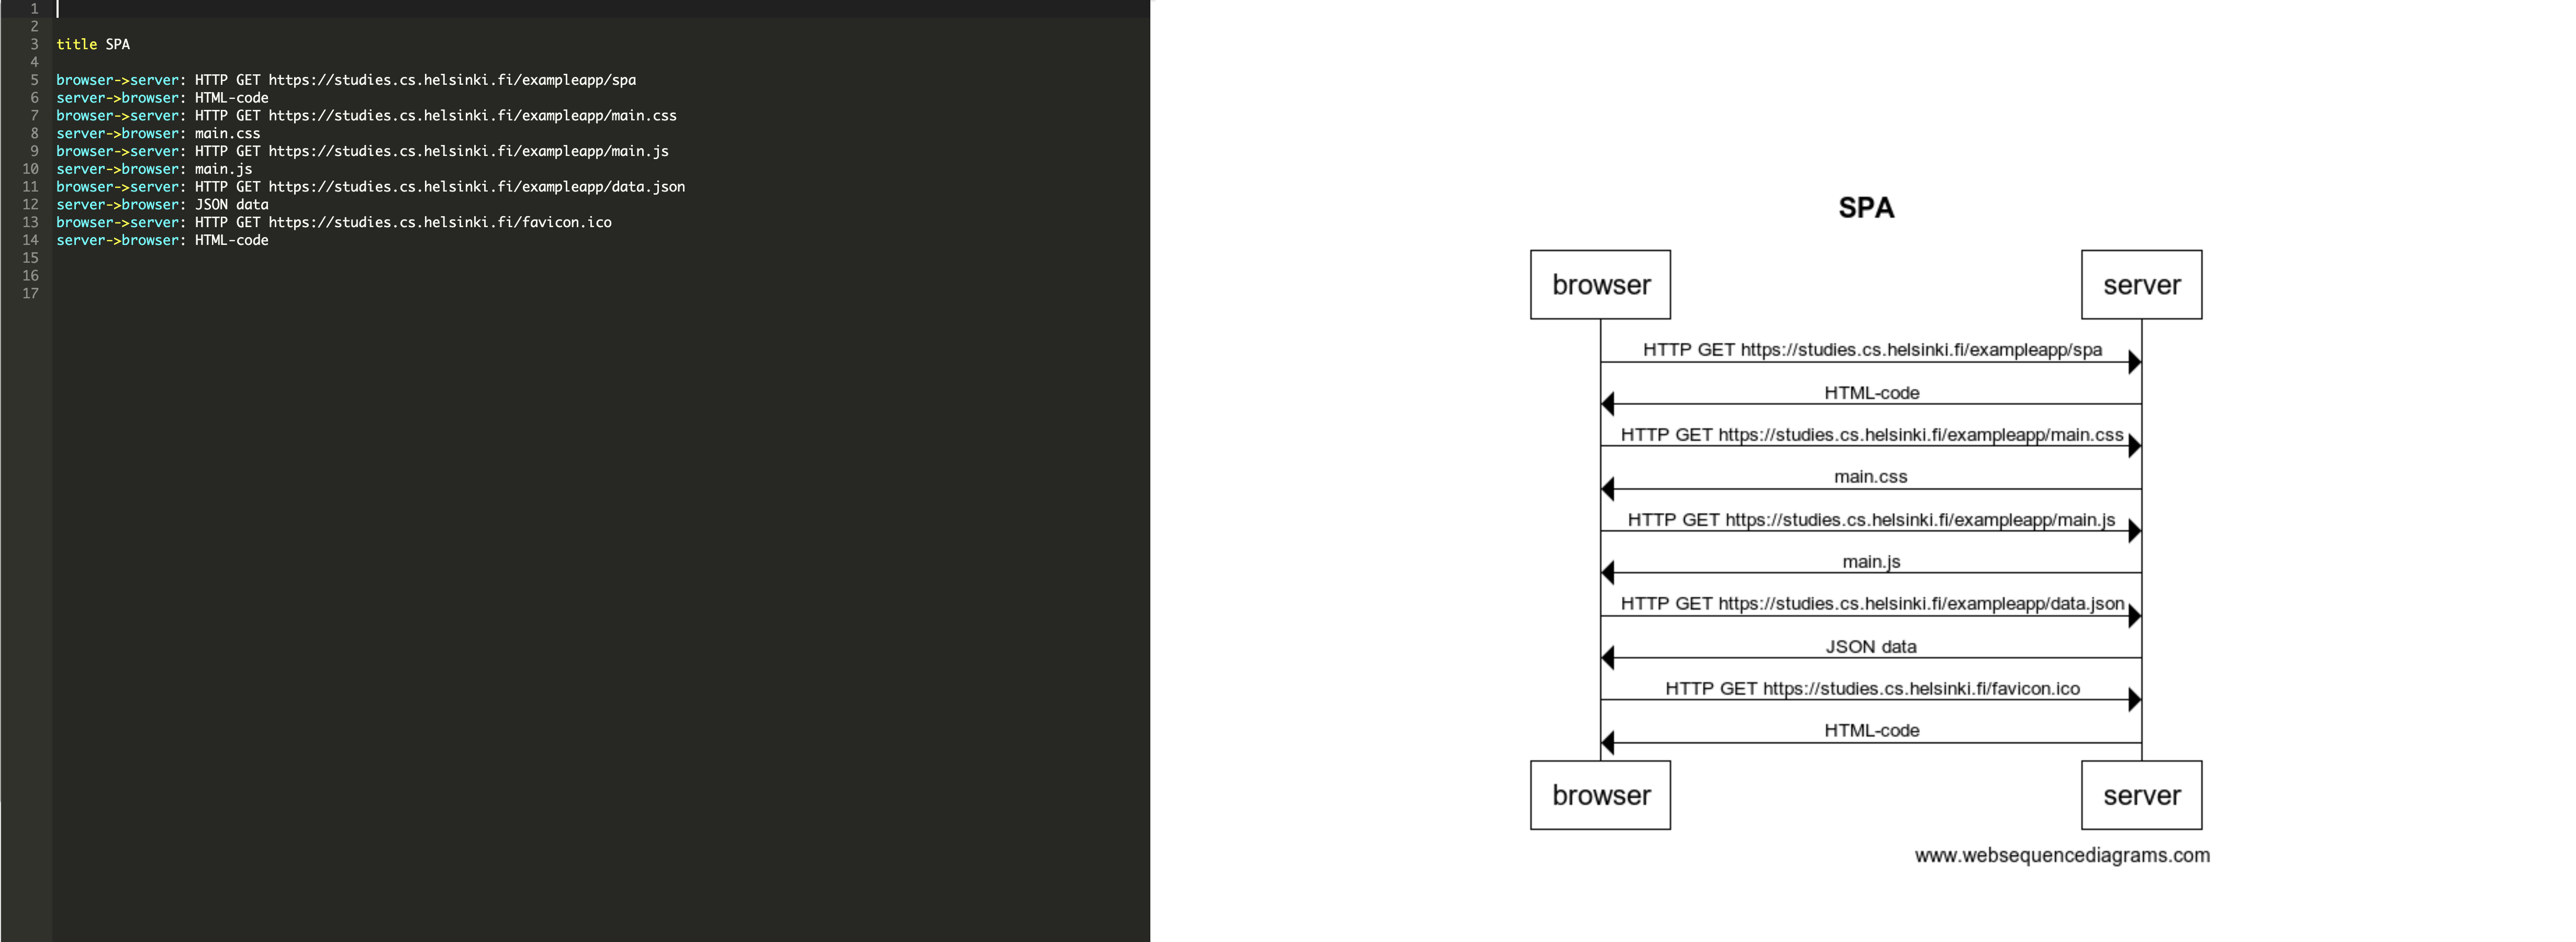 1
2
3 title SPA
4
5 browser->server: HTTP GET https://studies.cs.helsinki.fi/exampleapp/spa
6 server->browser: HTML-code
7 browser->server: HTTP GET https://studies.cs.helsinki.fi/exampleapp/main.css
8 server->browser: main.css
9 browser->server: HTTP GET https://studies.cs.helsinki.fi/exampleapp/main.js
10 server->browser: main.js
11 browser->server: HTTP GET https://studies.cs.helsinki.fi/exampleapp/data.json
12 server->browser: JSON data
13 browser->server: HTTP GET https://studies.cs.helsinki.fi/favicon.ico
14 server->browser: HTML-code
15
16
17
SPA
browser server
HTTP GET https://studies.cs.helsinki.fi/exampleapp/spa
HTML-code
HTTP GET https://studies.cs.helsinki.fi/exampleapp/main.css
main.css
HTTP GET https://studies.cs.helsinki.fi/exampleapp/main.js
main.js
HTTP GET https://studies.cs.helsinki.fi/exampleapp/data.json
JSON data
HTTP GET https://studies.cs.helsinki.fi/favicon.ico
HTML-code
browser server
www.websequencediagrams.com